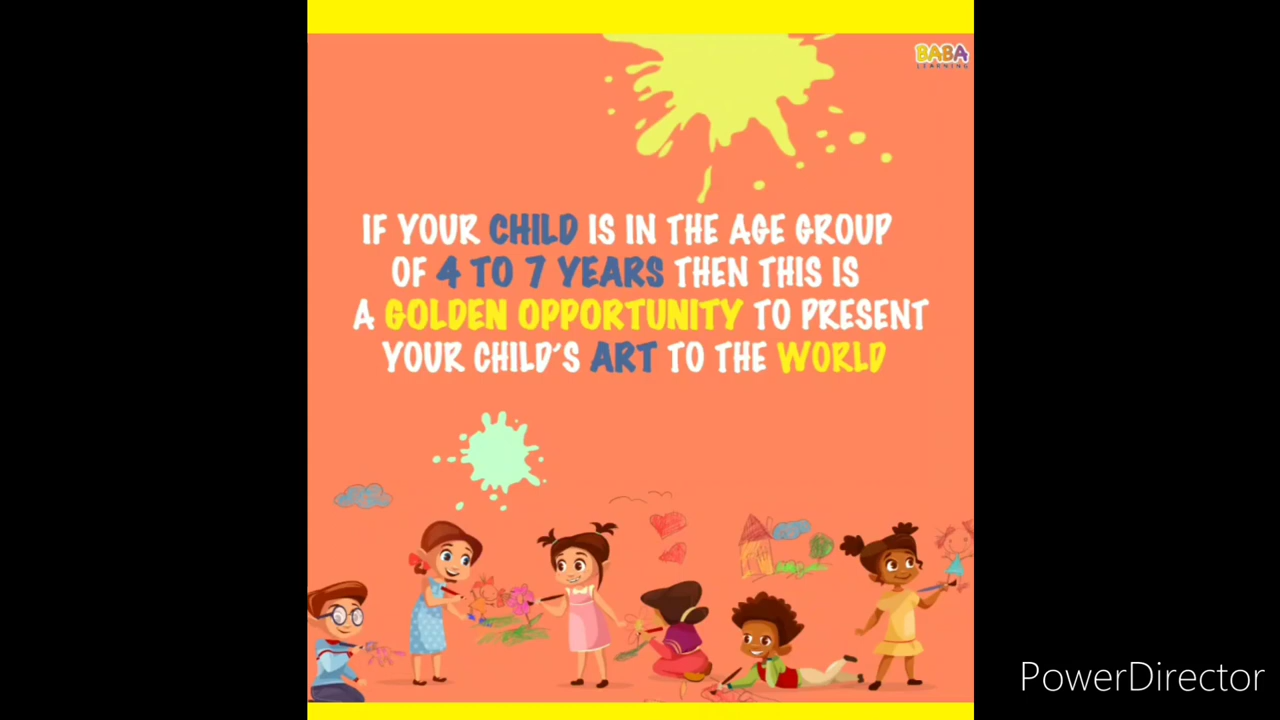 BABA
LEARNING
IF YOUR CHILD IS IN THE AGE GROUP
OF 4 TO 7 YEARS THEN THIS IS
A GOLDEN OPPORTUNITY TO PRESENT
YOUR CHILD'S ART TO THE WORLD
PowerDirector